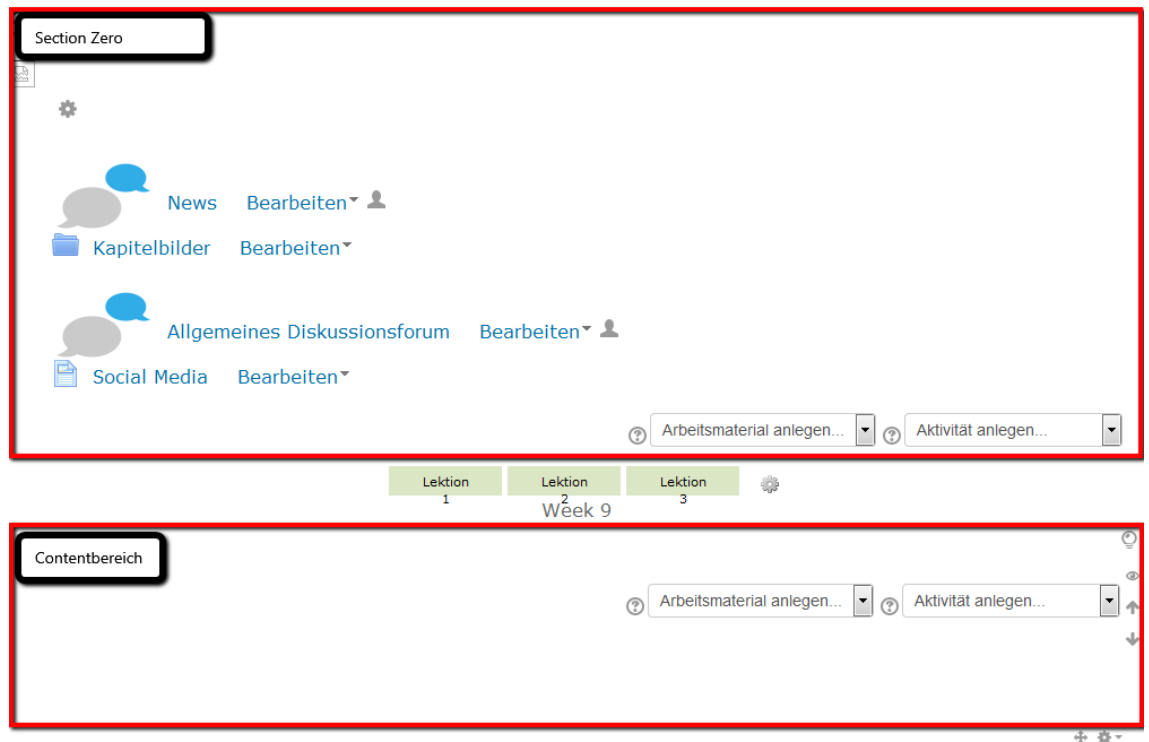 Section Zero
News Bearbeiten
Kapitelbilder Bearbeiten
Allgemeines Diskussionsforum Bearbeiten
Social Media Bearbeiten
Arbeitsmaterial anlegen... Aktivität anlegen...
Lektion Lektion Lektion
1 2 3
Week 9
Contentbereich
Arbeitsmaterial anlegen... Aktivität anlegen...